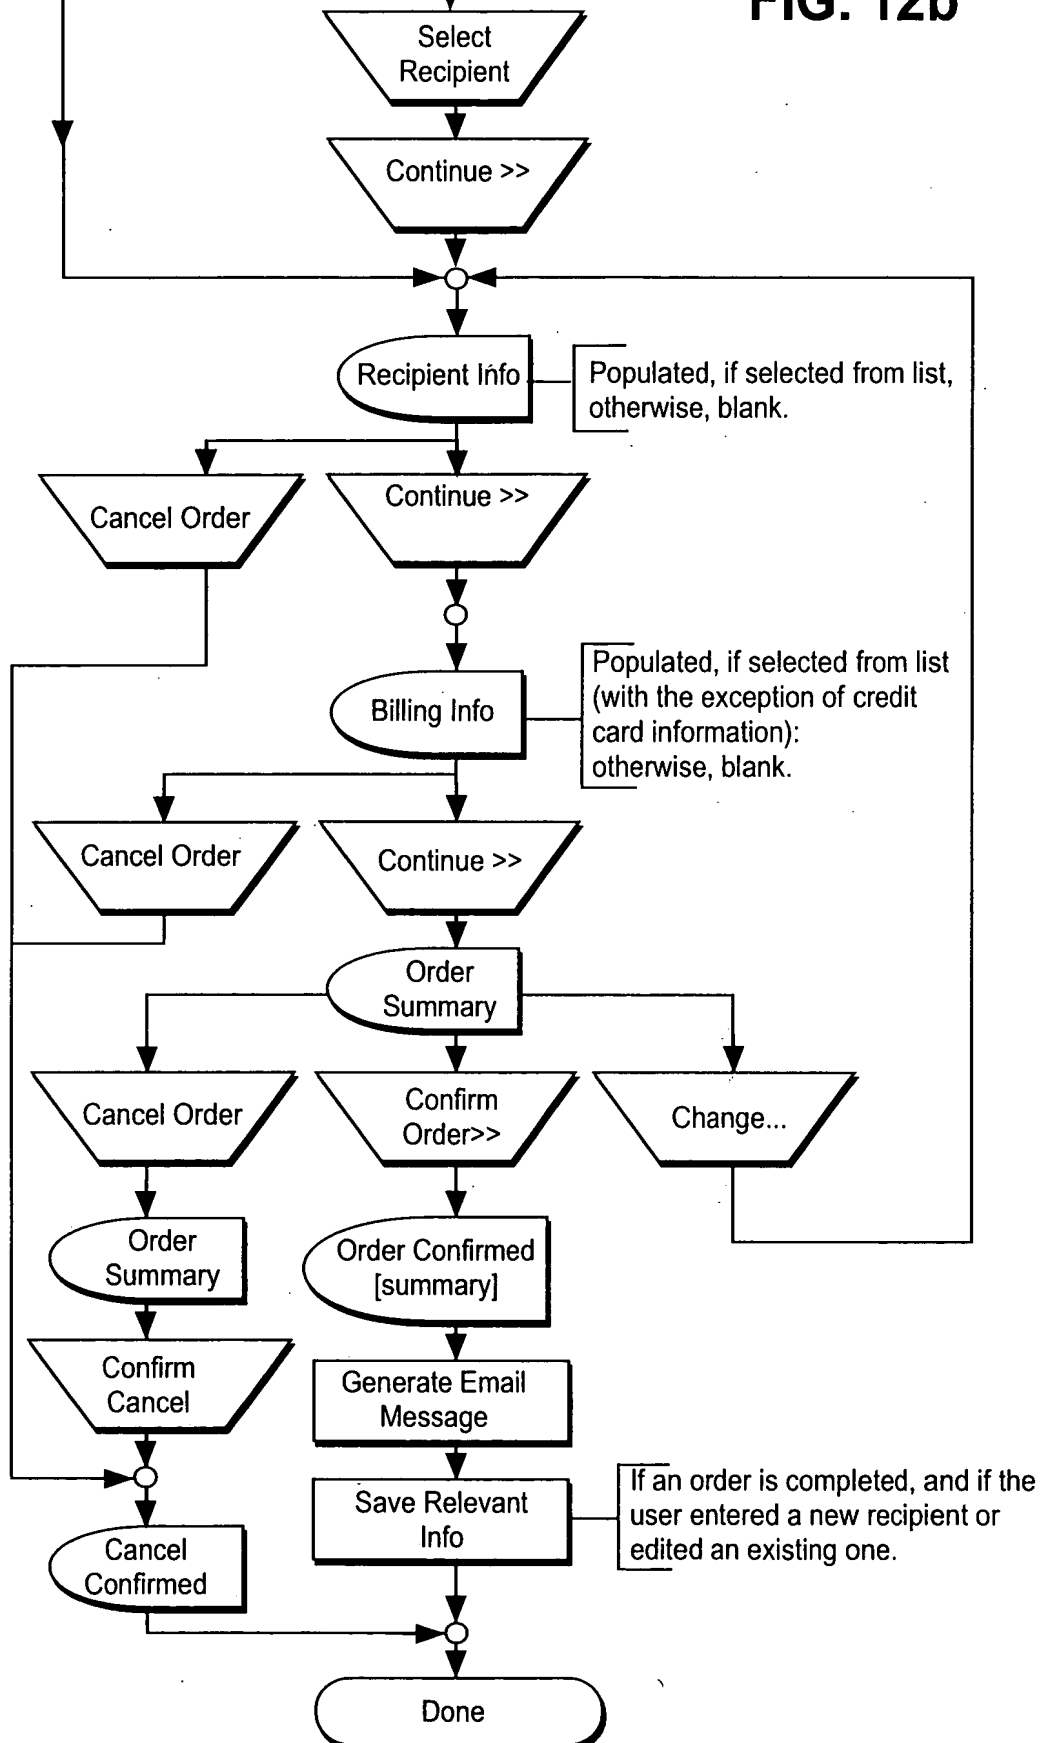 FIG. 12b
Select
Recipient
Continue >>
Recipient Info
Populated, if selected from list,
otherwise, blank.
Cancel Order
Continue >>
Billing Info
Populated, if selected from list
(with the exception of credit
card information):
otherwise, blank.
Cancel Order
Continue >>
Order
Summary
Cancel Order
Confirm
Order>>
Change...
Order
Summary
Order Confirmed
[summary]
Confirm
Cancel
Generate Email
Message
Save Relevant
Info
If an order is completed, and if the
user entered a new recipient or
edited an existing one.
Cancel
Confirmed
Done